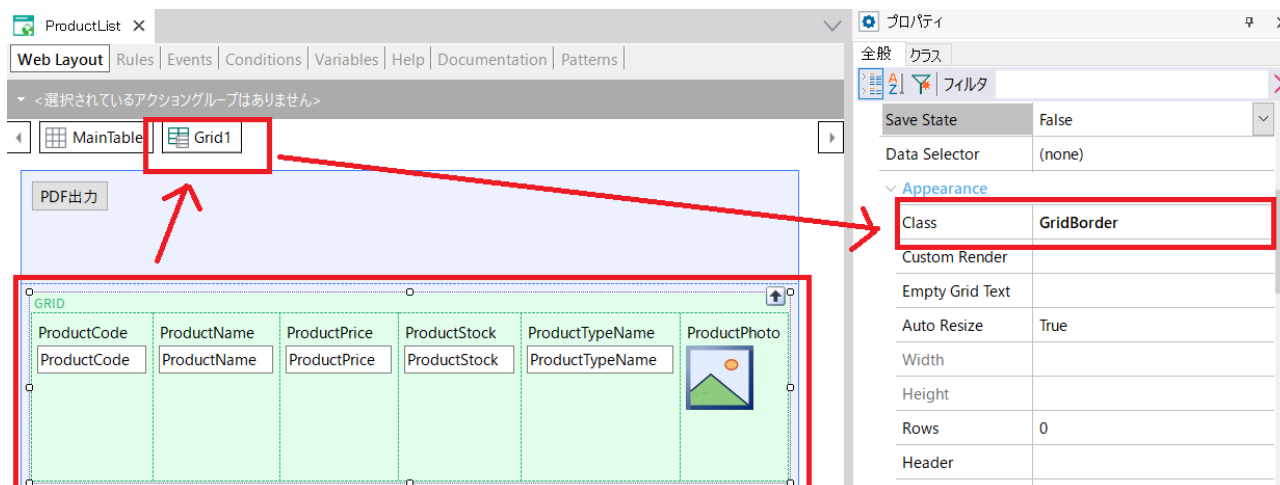 ProductList
Web Layout Rules Events Conditions Variables Help Documentation Patterns
<選択されているアクショングループはありません>
MainTable Grid1
PDF出力
GRID
ProductCode ProductName ProductPrice ProductStock ProductTypeName ProductPhoto
ProductCode ProductName ProductPrice ProductStock ProductTypeName
プロパティ
全般 クラス
フィルタ
Save State False
Data Selector (none)
Appearance
Class GridBorder
Custom Render
Empty Grid Text
Auto Resize True
Width
Height
Rows 0
Header